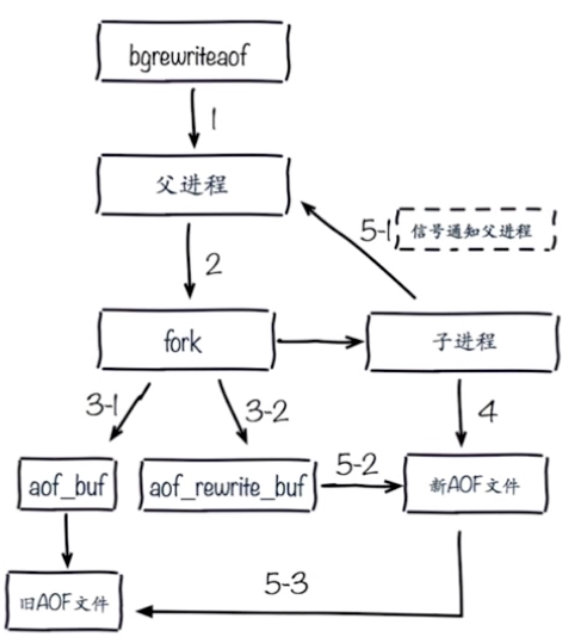 bgrewriteaof
1
父进程
5-1 信号通知父进程
2
fork
子进程
3-1
3-2
4
aof_buf
aof_rewrite_buf
5-2
新AOF文件
5-3
旧AOF文件